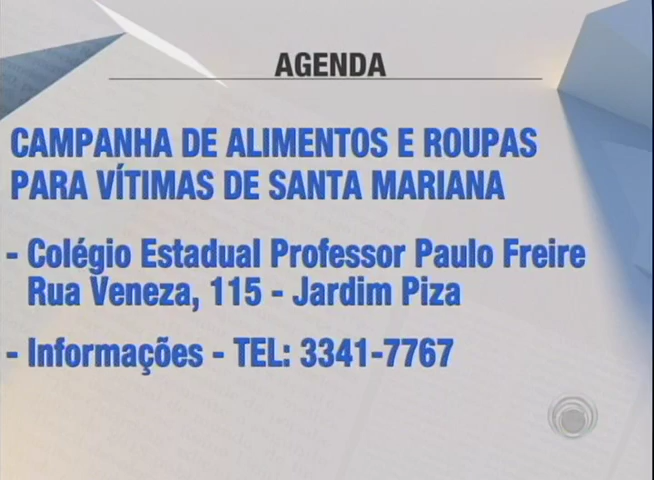 AGENDA
CAMPANHA DE ALIMENTOS E ROUPAS
PARA VÍTIMAS DE SANTA MARIANA
- Colégio Estadual Professor Paulo Freire
Rua Veneza, 115 - Jardim Piza
- Informações - TEL: 3341-7767